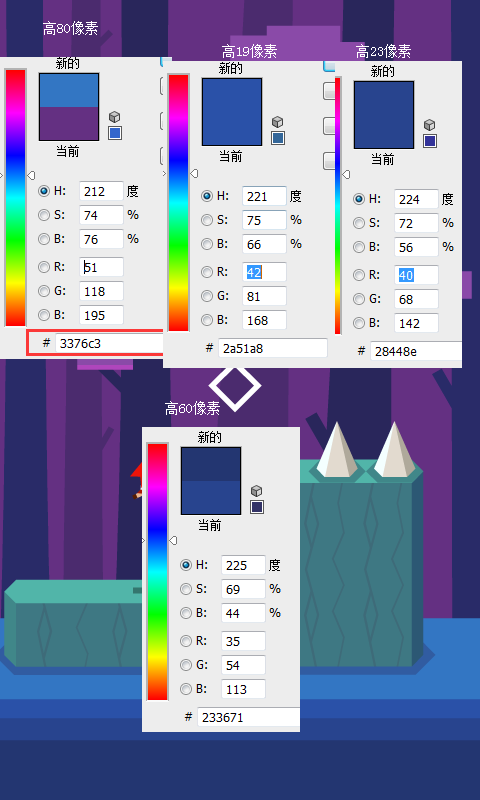 高80像素
新的
当前
H: 212 度
S: 74 %
B: 76 %
R: 51
G: 118
B: 195
# 3376c3
高19像素
新的
当前
H: 221 度
S: 75 %
B: 66 %
R: 42
G: 81
B: 168
# 2a51a8
高23像素
新的
当前
H: 224 度
S: 72 %
B: 56 %
R: 40
G: 68
B: 142
# 28448e
高60像素
新的
当前
H: 225 度
S: 69 %
B: 44 %
R: 35
G: 54
B: 113
# 233671